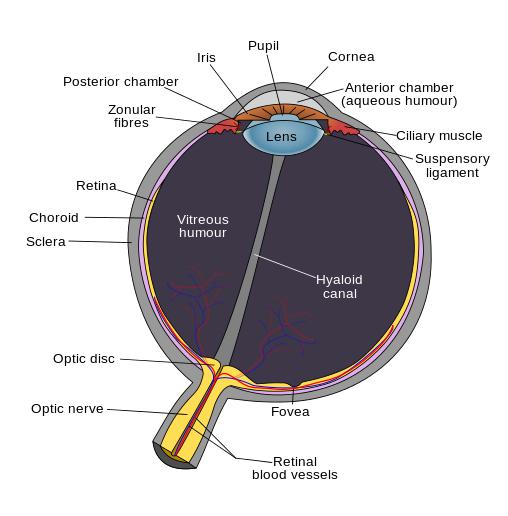 Pupil
Iris
Cornea
Posterior chamber
Anterior chamber
(aqueous humour)
Zonular
fibres
Lens
Ciliary muscle
Suspensory
ligament
Retina
Choroid
Sclera
Vitreous
humour
Hyaloid
canal
Optic disc
Optic nerve
Fovea
Retinal
blood vessels